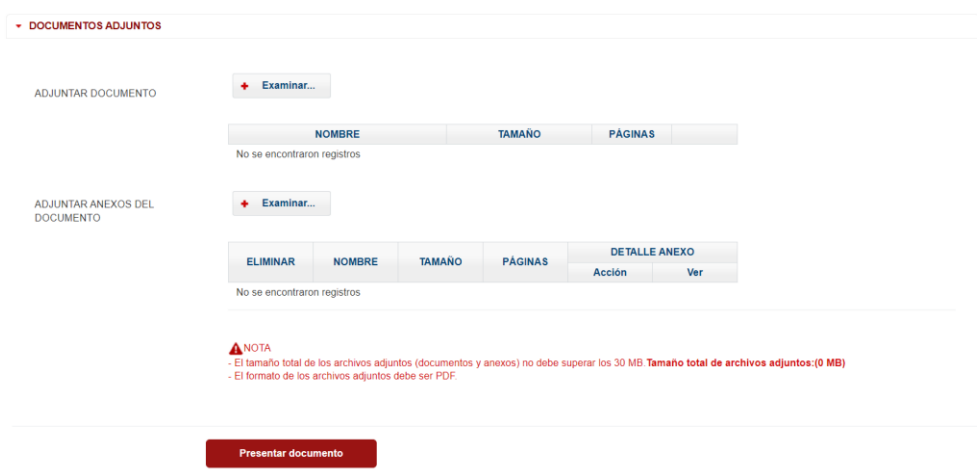 DOCUMENTOS ADJUNTOS
ADJUNTAR DOCUMENTO
Examinar...
NOMBRE TAMAÑO PÁGINAS
No se encontraron registros
ADJUNTAR ANEXOS DEL
DOCUMENTO
Examinar...
ELIMINAR NOMBRE TAMAÑO PÁGINAS DETALLE ANEXO
Acción Ver
No se encontraron registros
NOTA
- El tamaño total de los archivos adjuntos (documentos y anexos) no debe superar los 30 MB.Tamaño total de archivos adjuntos:(0 MB)
- El formato de los archivos adjuntos debe ser PDF.
Presentar documento